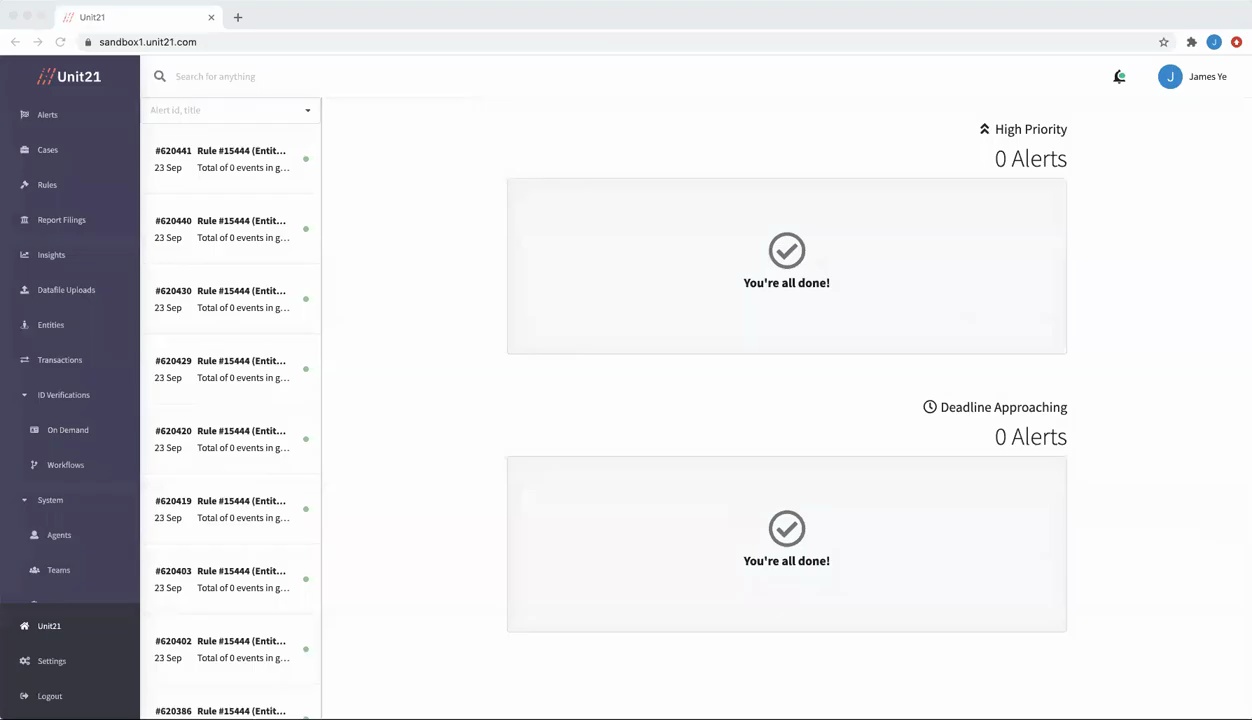 Unit21
sandbox1.unit21.com
J
Unit21
Search for anything
J James Ye
Alerts
Cases
Rules
Report Filings
Insights
Datafile Uploads
Entities
Transactions
ID Verifications
On Demand
Workflows
System
Agents
Teams
Unit21
Settings
Logout
Alert id, title
#620441 Rule #15444 (Entit...
23 Sep Total of 0 events in g...
#620440 Rule #15444 (Entit...
23 Sep Total of 0 events in g...
#620430 Rule #15444 (Entit...
23 Sep Total of 0 events in g...
#620429 Rule #15444 (Entit...
23 Sep Total of 0 events in g...
#620420 Rule #15444 (Entit...
23 Sep Total of 0 events in g...
#620419 Rule #15444 (Entit...
23 Sep Total of 0 events in g...
#620403 Rule #15444 (Entit...
23 Sep Total of 0 events in g...
#620402 Rule #15444 (Entit...
23 Sep Total of 0 events in g...
#620386 Rule #15444 (Entit...
High Priority
0 Alerts
You're all done!
Deadline Approaching
0 Alerts
You're all done!